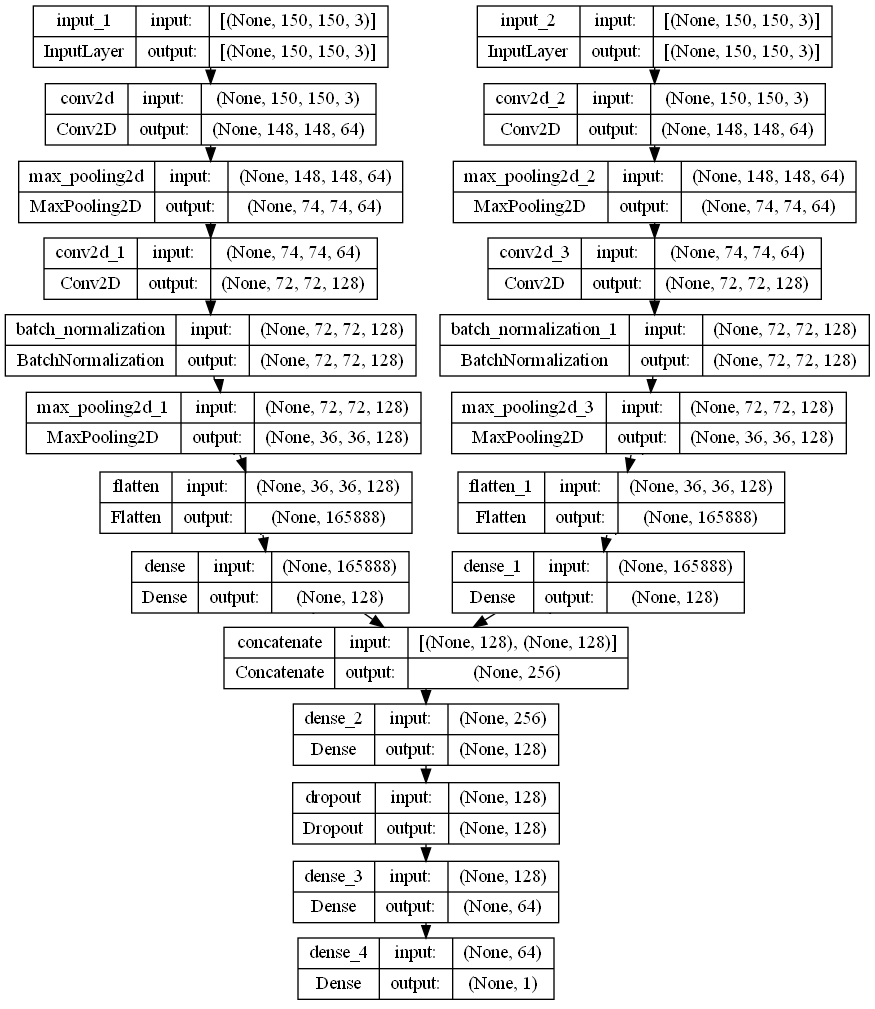 input_1 input: [(None, 150, 150, 3)]
InputLayer output: [(None, 150, 150, 3)]
input_2 input: [(None, 150, 150, 3)]
InputLayer output: [(None, 150, 150, 3)]
conv2d input: (None, 150, 150, 3)
Conv2D output: (None, 148, 148, 64)
conv2d_2 input: (None, 150, 150, 3)
Conv2D output: (None, 148, 148, 64)
max_pooling2d input: (None, 148, 148, 64)
MaxPooling2D output: (None, 74, 74, 64)
max_pooling2d_2 input: (None, 148, 148, 64)
MaxPooling2D output: (None, 74, 74, 64)
conv2d_1 input: (None, 74, 74, 64)
Conv2D output: (None, 72, 72, 128)
conv2d_3 input: (None, 74, 74, 64)
Conv2D output: (None, 72, 72, 128)
batch_normalization input: (None, 72, 72, 128)
BatchNormalization output: (None, 72, 72, 128)
batch_normalization_1 input: (None, 72, 72, 128)
BatchNormalization output: (None, 72, 72, 128)
max_pooling2d_1 input: (None, 72, 72, 128)
MaxPooling2D output: (None, 36, 36, 128)
max_pooling2d_3 input: (None, 72, 72, 128)
MaxPooling2D output: (None, 36, 36, 128)
flatten input: (None, 36, 36, 128)
Flatten output: (None, 165888)
flatten_1 input: (None, 36, 36, 128)
Flatten output: (None, 165888)
dense input: (None, 165888)
Dense output: (None, 128)
dense_1 input: (None, 165888)
Dense output: (None, 128)
concatenate input: [(None, 128), (None, 128)]
Concatenate output: (None, 256)
dense_2 input: (None, 256)
Dense output: (None, 128)
dropout input: (None, 128)
Dropout output: (None, 128)
dense_3 input: (None, 128)
Dense output: (None, 64)
dense_4 input: (None, 64)
Dense output: (None, 1)